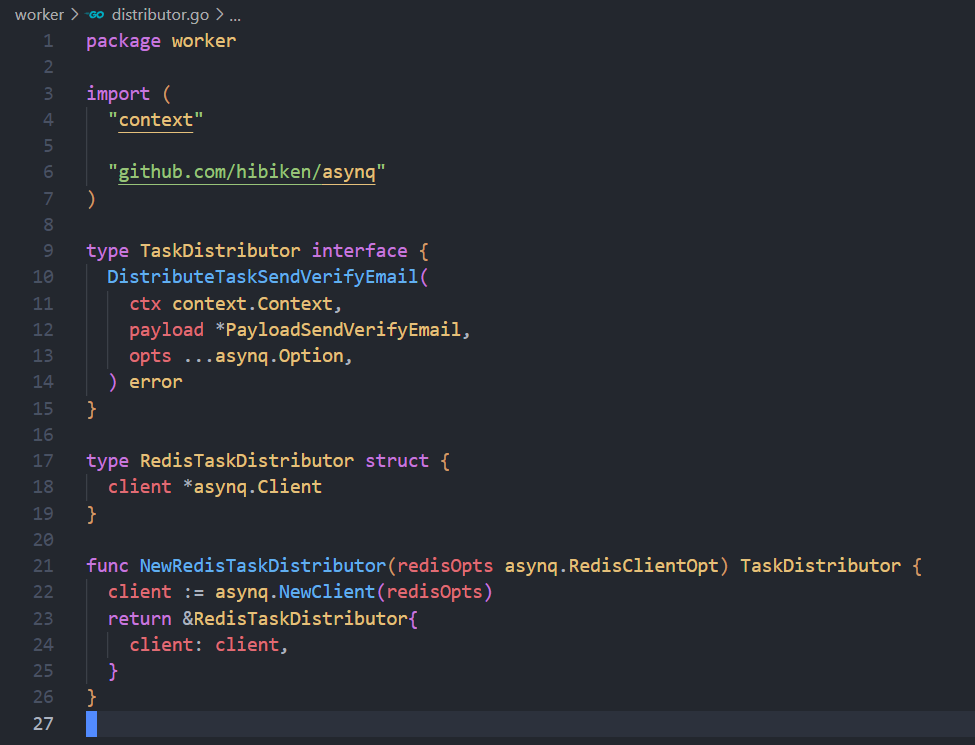 worker > GO distributor.go > ...
1 package worker
2
3 import (
4   "context"
5
6   "github.com/hibiken/asynq"
7 )
8
9 type TaskDistributor interface {
10   DistributeTaskSendVerifyEmail(
11     ctx context.Context,
12     payload *PayloadSendVerifyEmail,
13     opts ...asynq.Option,
14   ) error
15 }
16
17 type RedisTaskDistributor struct {
18   client *asynq.Client
19 }
20
21 func NewRedisTaskDistributor(redisOpts asynq.RedisClientOpt) TaskDistributor {
22   client := asynq.NewClient(redisOpts)
23   return &RedisTaskDistributor{
24     client: client,
25   }
26 }
27